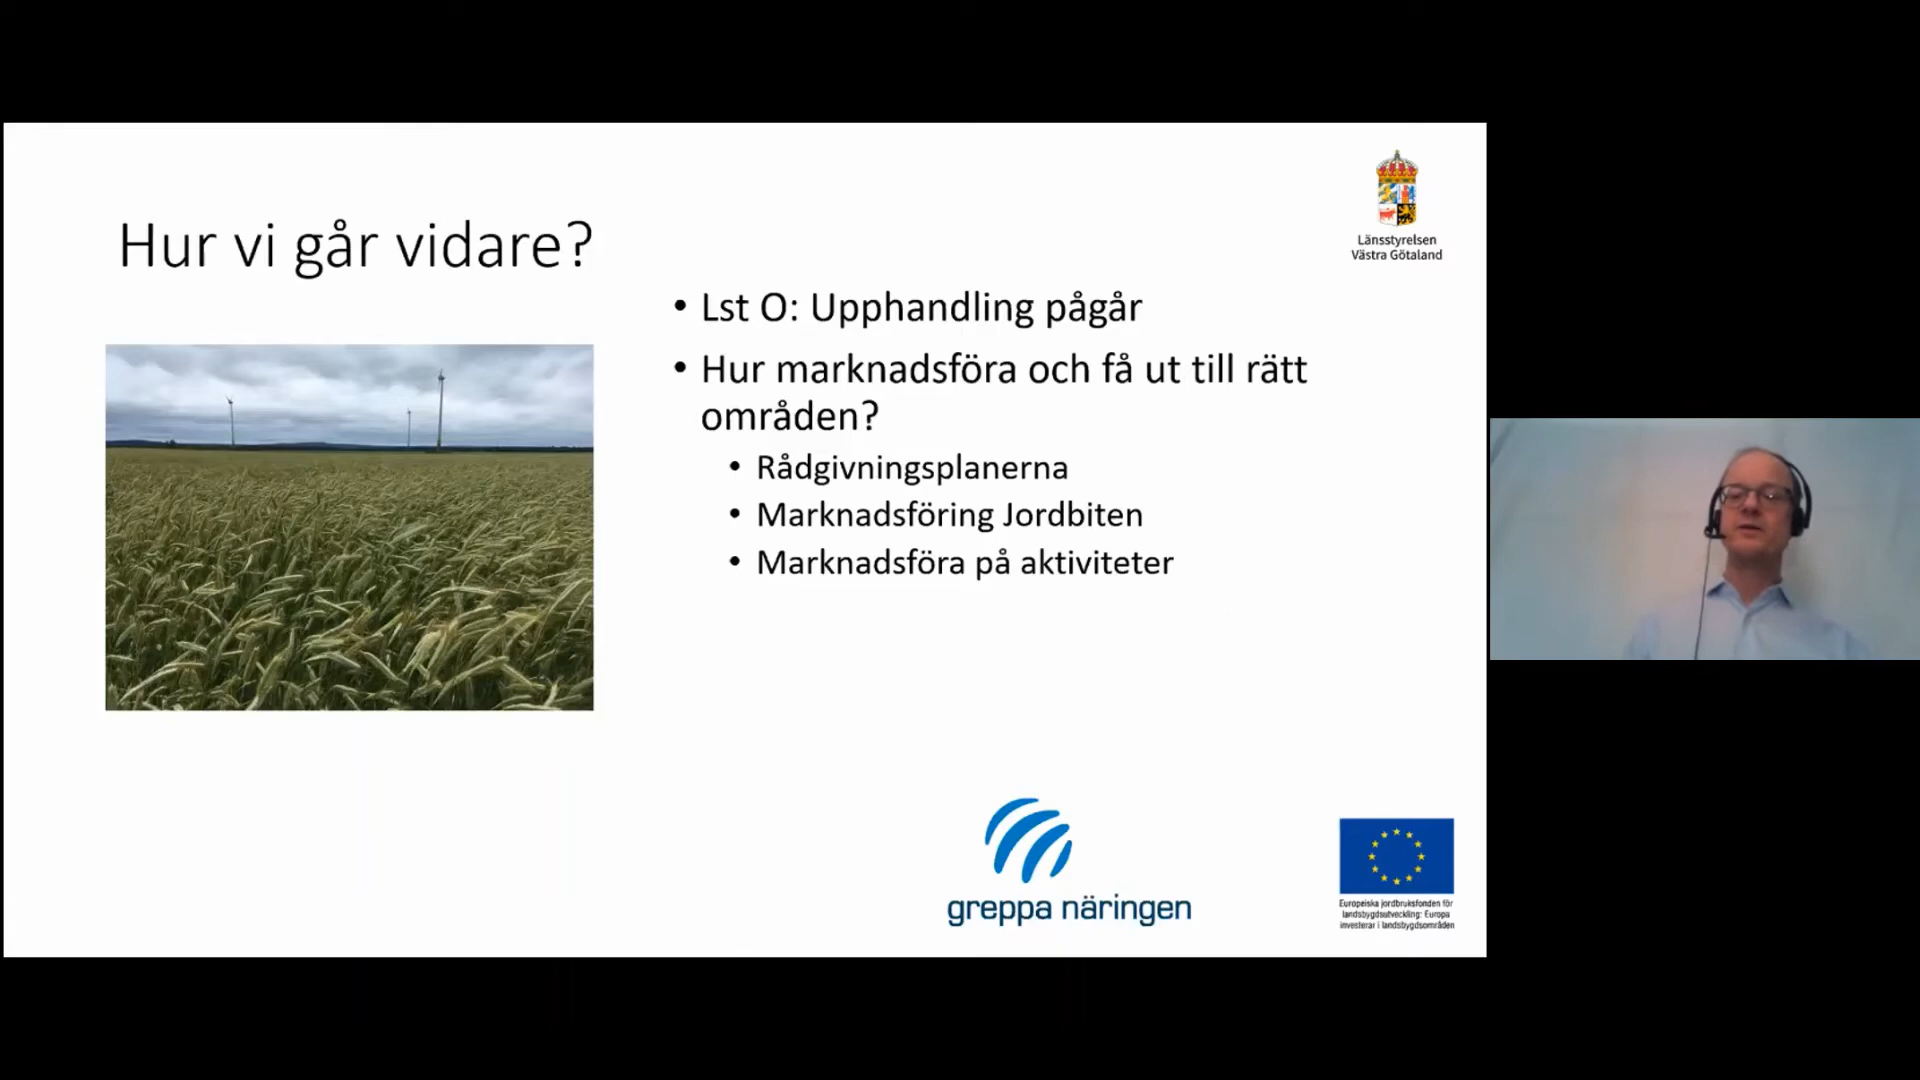 Hur vi går vidare?
Länsstyrelsen
Västra Götaland
• Lst O: Upphandling pågår
• Hur marknadsföra och få ut till rätt
områden?
• Rådgivningsplanerna
• Marknadsföring Jordbiten
• Marknadsföra på aktiviteter
greppa näringen
Europeiska jordbruksfonden för
landsbygdsutveckling: Europa
investerar i landsbygdsområden